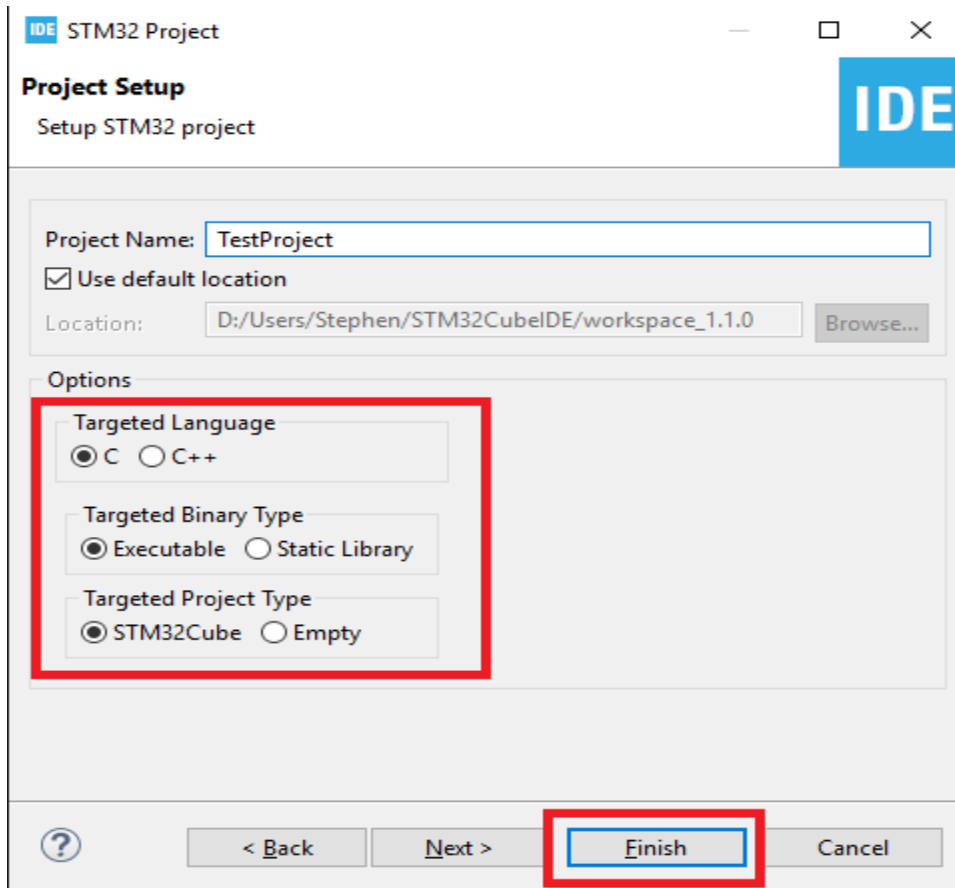 IDE STM32 Project
Project Setup
Setup STM32 project
IDE
Project Name: TestProject
Use default location
Location: D:/Users/Stephen/STM32CubeIDE/workspace_1.1.0 Browse...
Options
Targeted Language
C C++
Targeted Binary Type
Executable Static Library
Targeted Project Type
STM32Cube Empty
? < Back Next > Finish Cancel